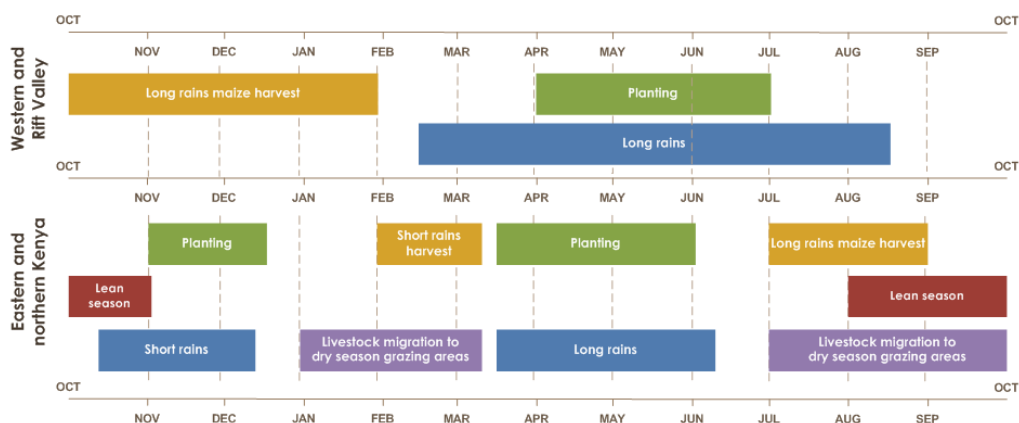 OCT OCT
NOV DEC JAN FEB MAR APR MAY JUN JUL AUG SEP
Western and
Rift Valley
Long rains maize harvest
Planting
Long rains
OCT OCT
NOV DEC JAN FEB MAR APR MAY JUN JUL AUG SEP
Eastern and
northern Kenya
Planting
Short rains
harvest
Planting
Long rains maize harvest
Lean
season
Lean season
Short rains
Livestock migration to
dry season grazing areas
Long rains
Livestock migration to
dry season grazing areas
OCT OCT
NOV DEC JAN FEB MAR APR MAY JUN JUL AUG SEP